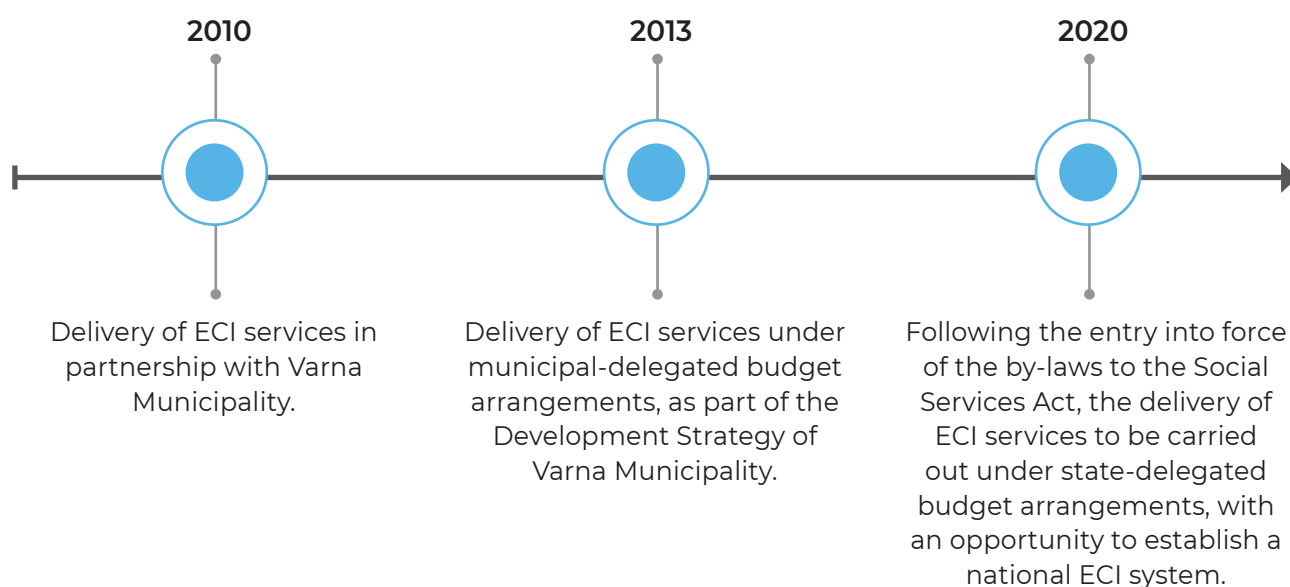 2010
Delivery of ECI services in
partnership with Varna
Municipality.
2013
Delivery of ECI services under
municipal-delegated budget
arrangements, as part of the
Development Strategy of
Varna Municipality.
2020
Following the entry into force
of the by-laws to the Social
Services Act, the delivery of
ECI services to be carried
out under state-delegated
budget arrangements, with
an opportunity to establish a
national ECI system.